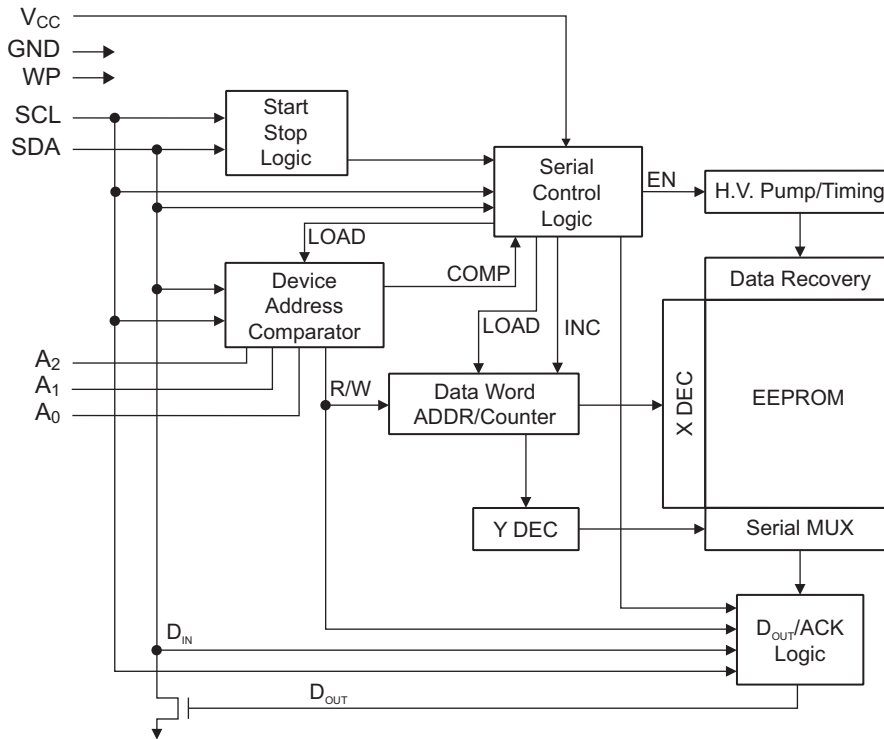 VCC
GND
WP
SCL
SDA
Start
Stop
Logic
Serial
Control
Logic
EN
H.V. Pump/Timing
LOAD
COMP
Device
Address
Comparator
Data Recovery
LOAD
INC
A2
A1
A0
R/W
Data Word
ADDR/Counter
X DEC
EEPROM
Y DEC
Serial MUX
DIN
DOUT/ACK
Logic
DOUT